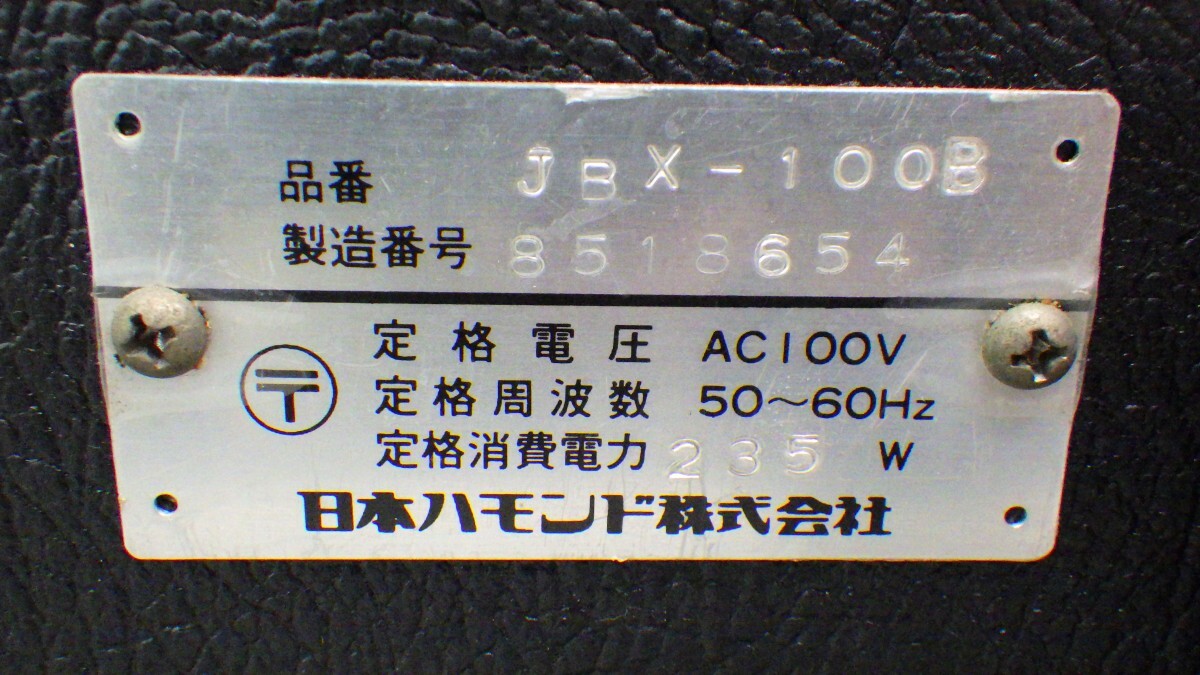 品番 JBX-100B
製造番号 8518654
定格電圧 AC100V
〒 定格周波数 50〜60Hz
定格消費電力 235 W
日本ハモンド株式会社